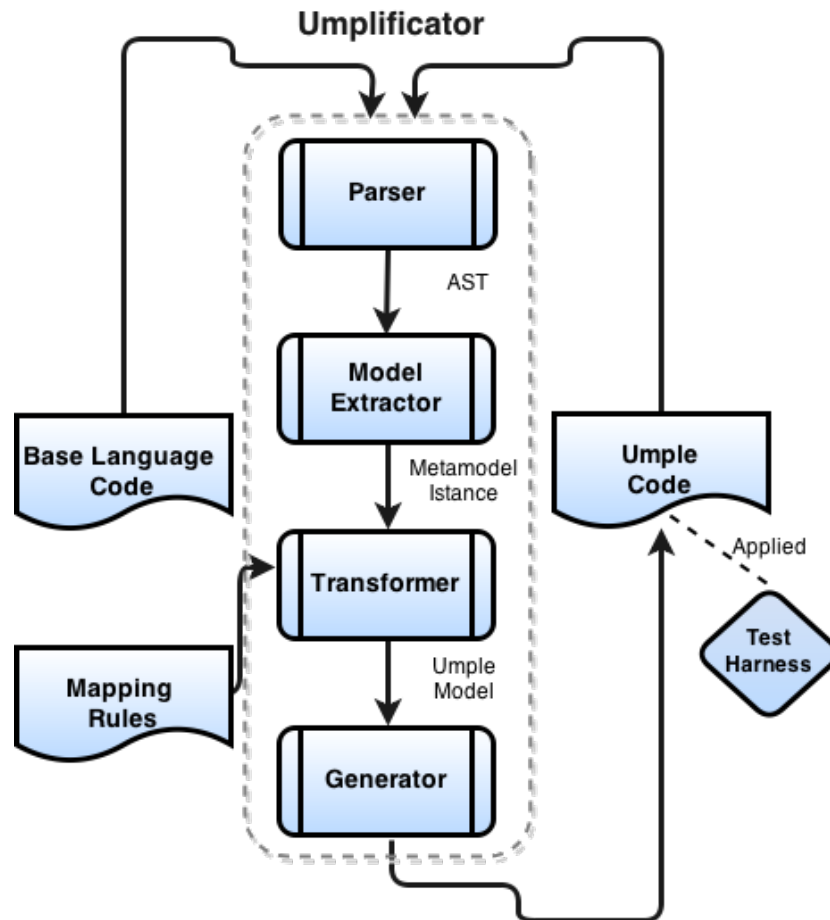 Umplificator
Parser
AST
Model
Extractor
Base Language
Code
Metamodel
Istance
Umple
Code
Applied
Transformer
Test
Harness
Mapping
Rules
Umple
Model
Generator